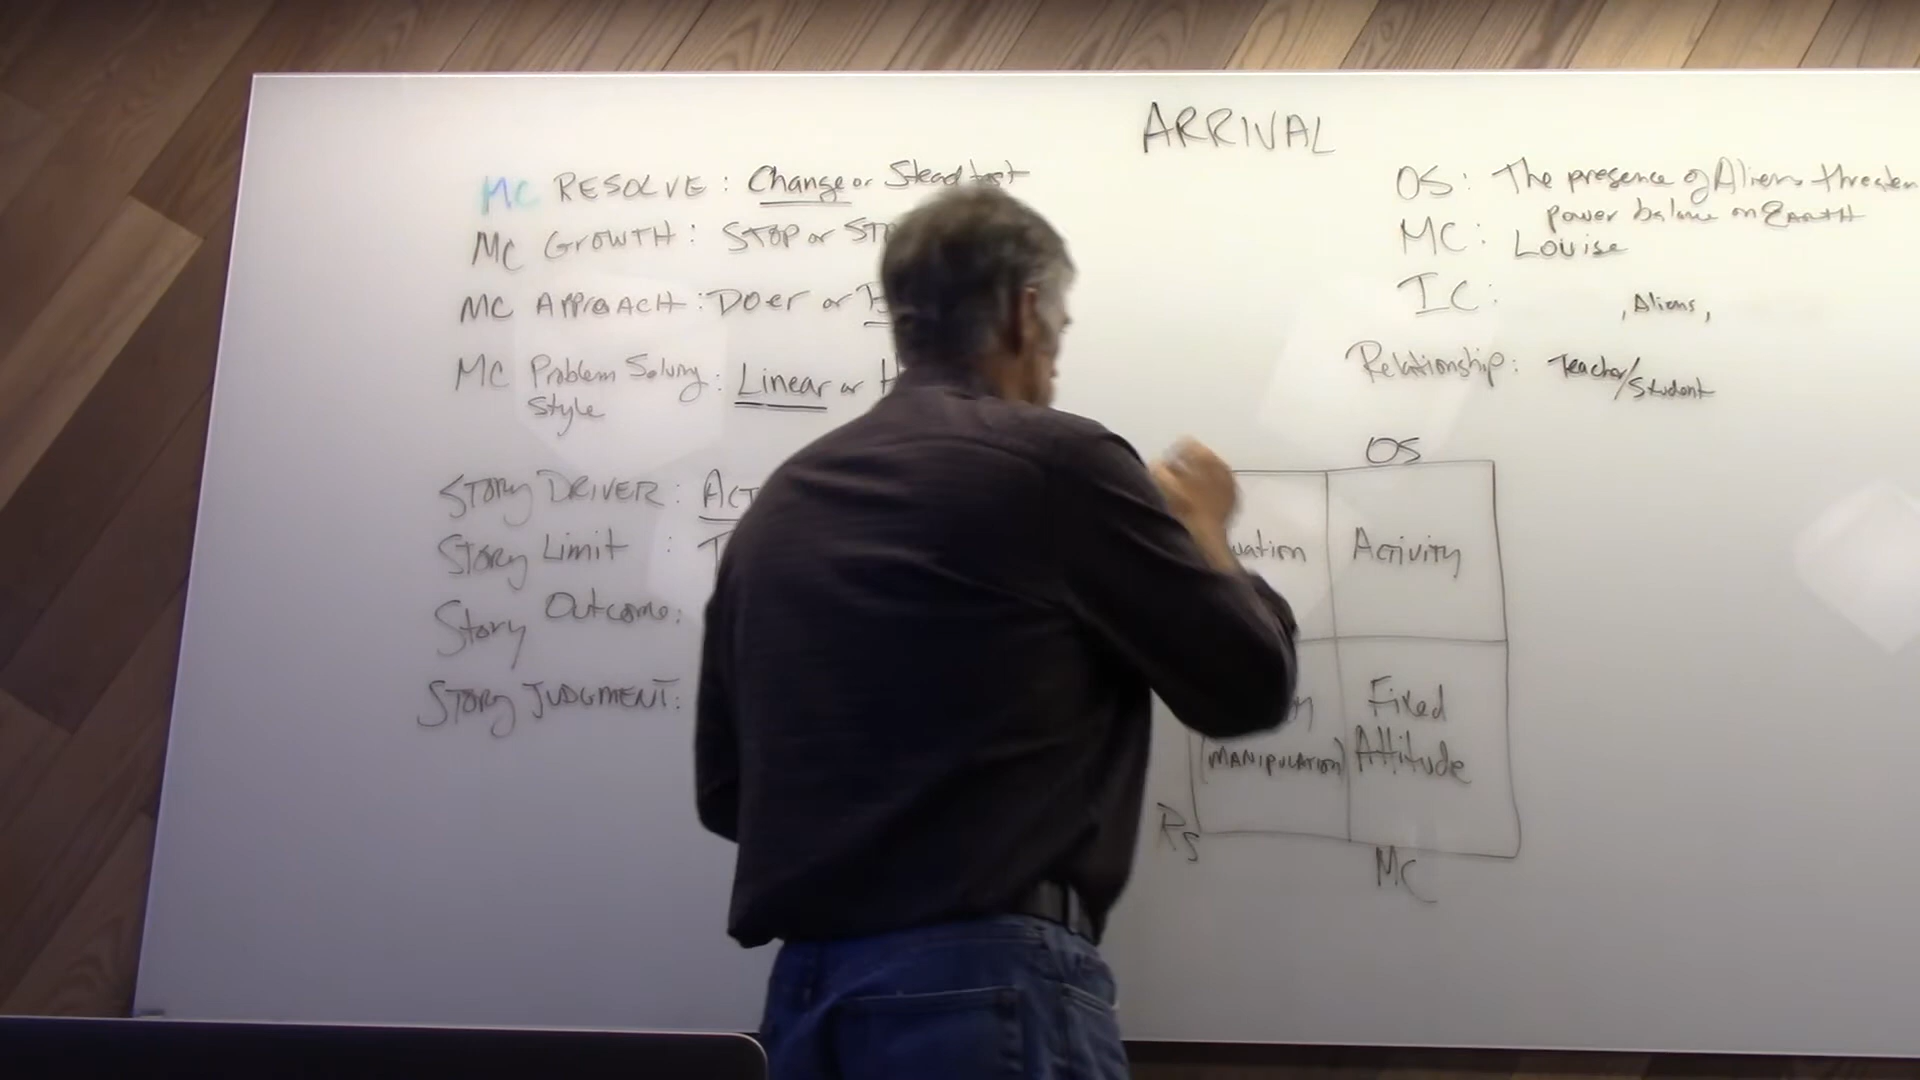 ARRIVAL
MC RESOLVE: Change or Steadfast
MC GROWTH: STOP or
MC APPROACH: DOer or
MC Problem Solving Style: Linear or
STORY DRIVER:
Story Limit:
Story Outcome:
STORY JUDGMENT:
OS: The presence of Aliens threaten
power balance on EARTH
MC: Louise
IC: , Aliens,
Relationship: Teacher/Student
OS
Activity
Fixed
(MANIPULATION) Attitude
RS
MC